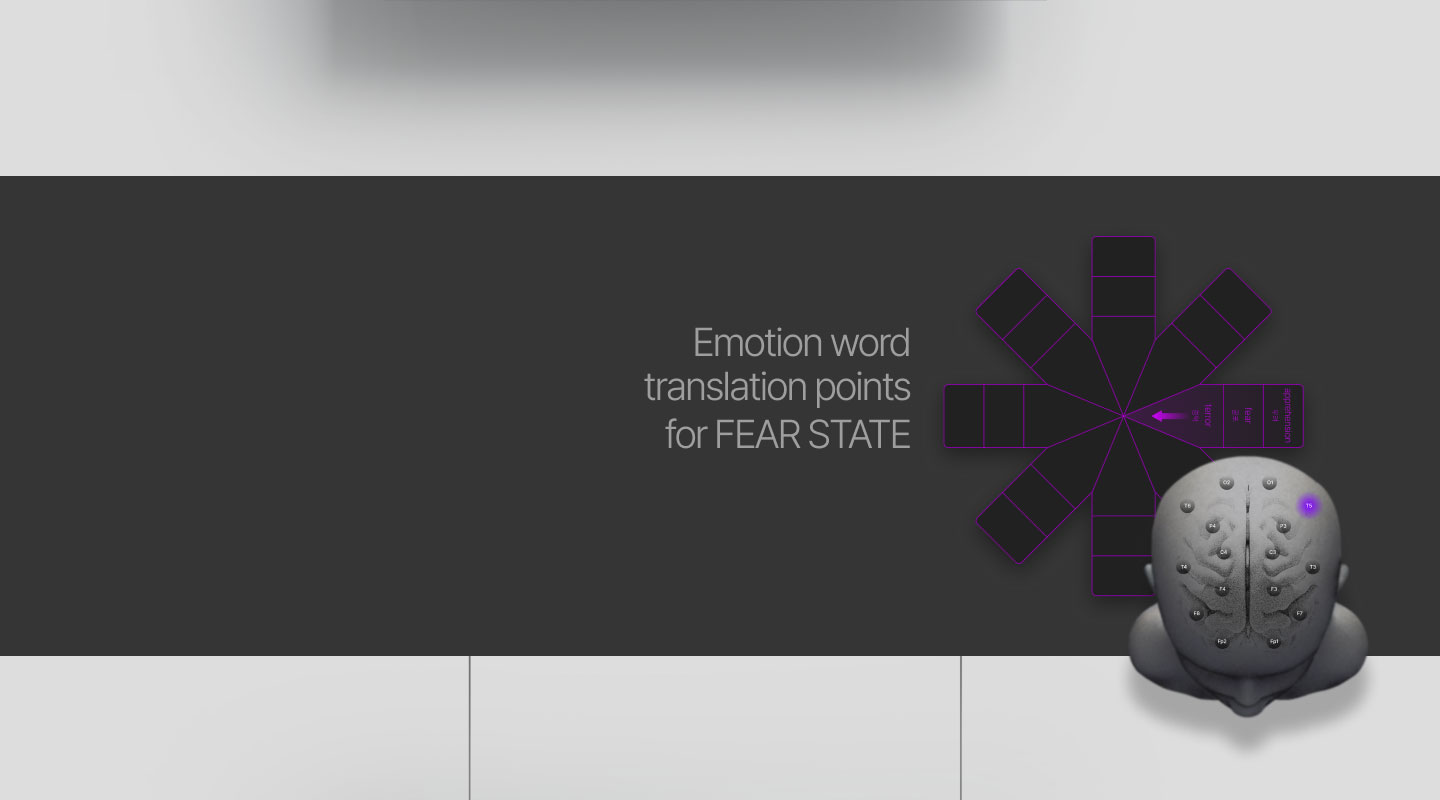 Emotion word
translation points
for FEAR STATE
terror
fear
apprehension
O2
O1
T6
T5
P4
P3
C4
C3
T4
T3
F4
F3
F8
F7
Fp2
Fp1